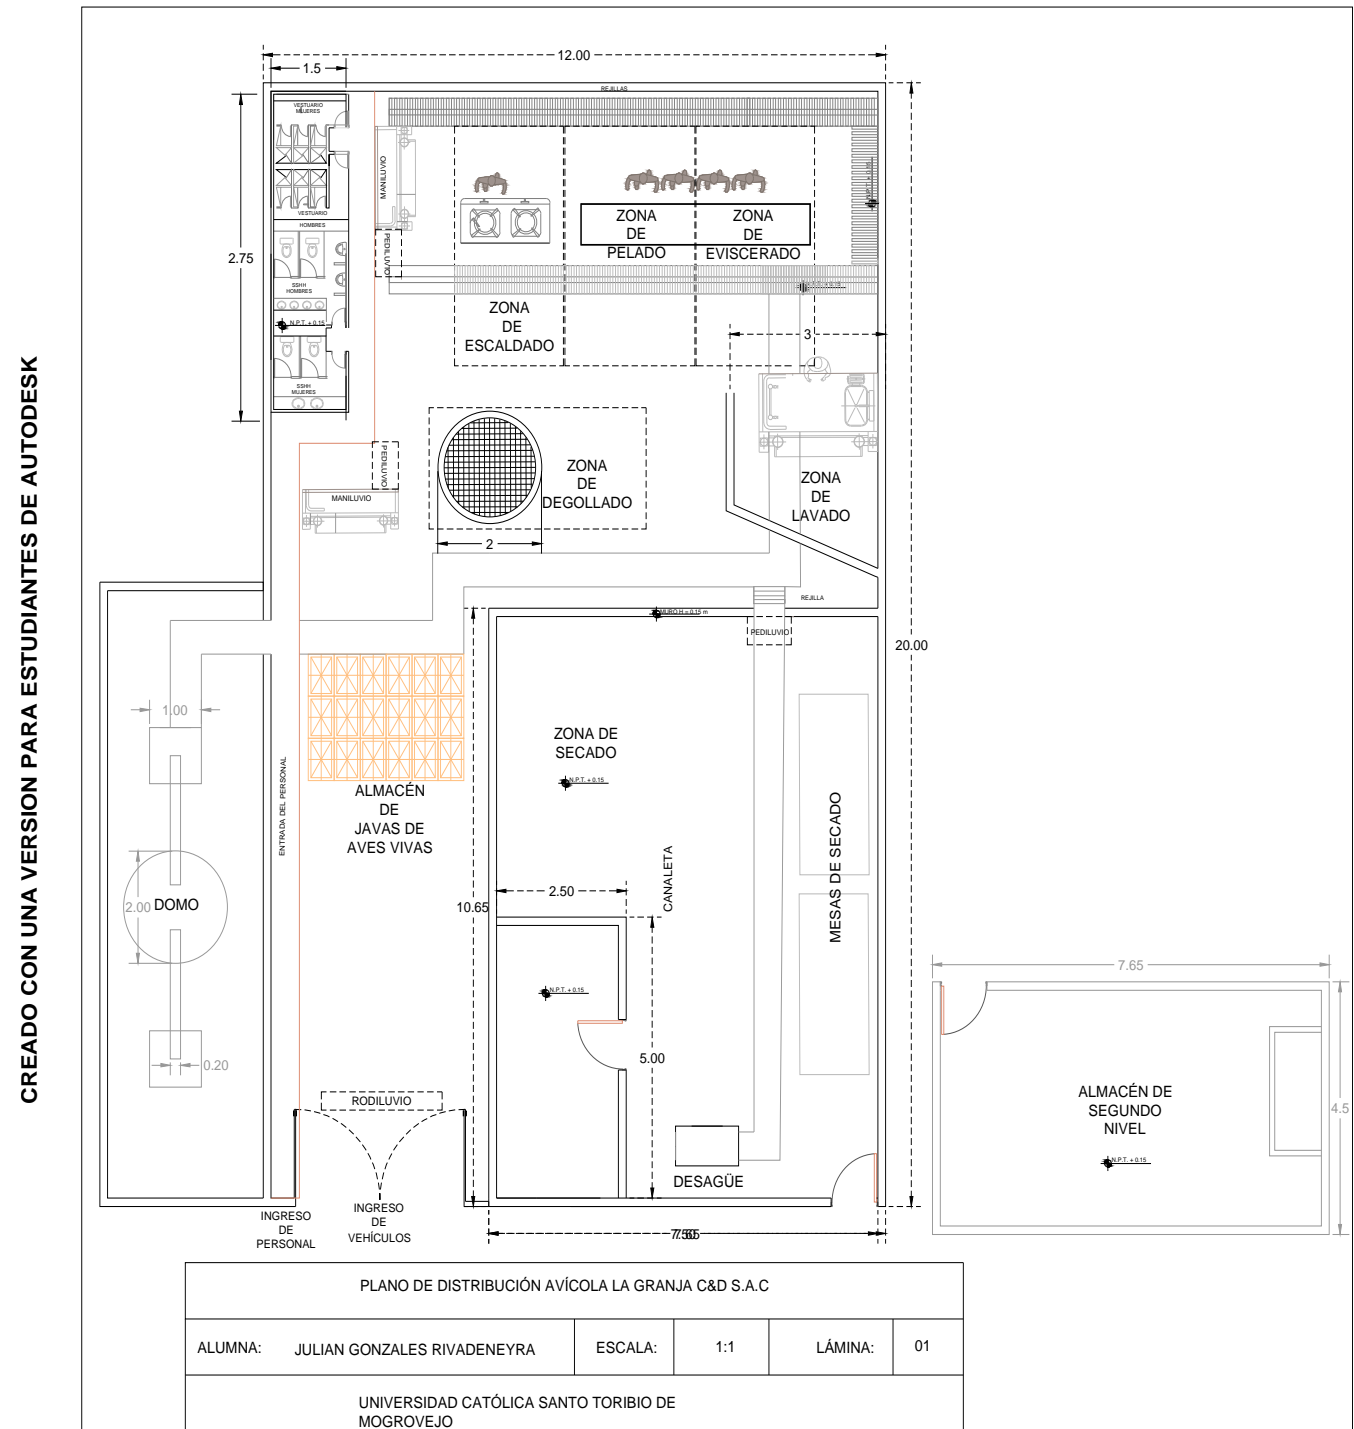 CREADO CON UNA VERSION PARA ESTUDIANTES DE AUTODESK
12.00
1.5
REJILLAS
VESTUARIO
MUJERES
MANILUVIO
N.P.T. + 0.15
VESTUARIO
HOMBRES
ZONA
DE
PELADO
ZONA
DE
EVISCERADO
PEDILUVIO
2.75
SSHH
HOMBRES
N.P.T. + 0.15
ZONA
DE
ESCALDADO
3
SSHH
MUJERES
PEDILUVIO
MANILUVIO
ZONA
DE
DEGOLLADO
ZONA
DE
LAVADO
2
REJILLA
MURO H = 0.15 m
PEDILUVIO
20.00
1.00
ZONA DE
SECADO
N.P.T. + 0.15
ENTRADA DEL PERSONAL
ALMACÉN
DE
JAVAS DE
AVES VIVAS
MESAS DE SECADO
CANALETA
2.50
10.65
2.00
DOMO
N.P.T. + 0.15
7.65
5.00
0.20
RODILUVIO
ALMACÉN DE
SEGUNDO
NIVEL
4.5
N.P.T. + 0.15
DESAGÜE
INGRESO
DE
PERSONAL
INGRESO
DE
VEHÍCULOS
PLANO DE DISTRIBUCIÓN AVÍCOLA LA GRANJA C&D S.A.C
ALUMNA: JULIAN GONZALES RIVADENEYRA ESCALA: 1:1 LÁMINA: 01
UNIVERSIDAD CATÓLICA SANTO TORIBIO DE
MOGROVEJO